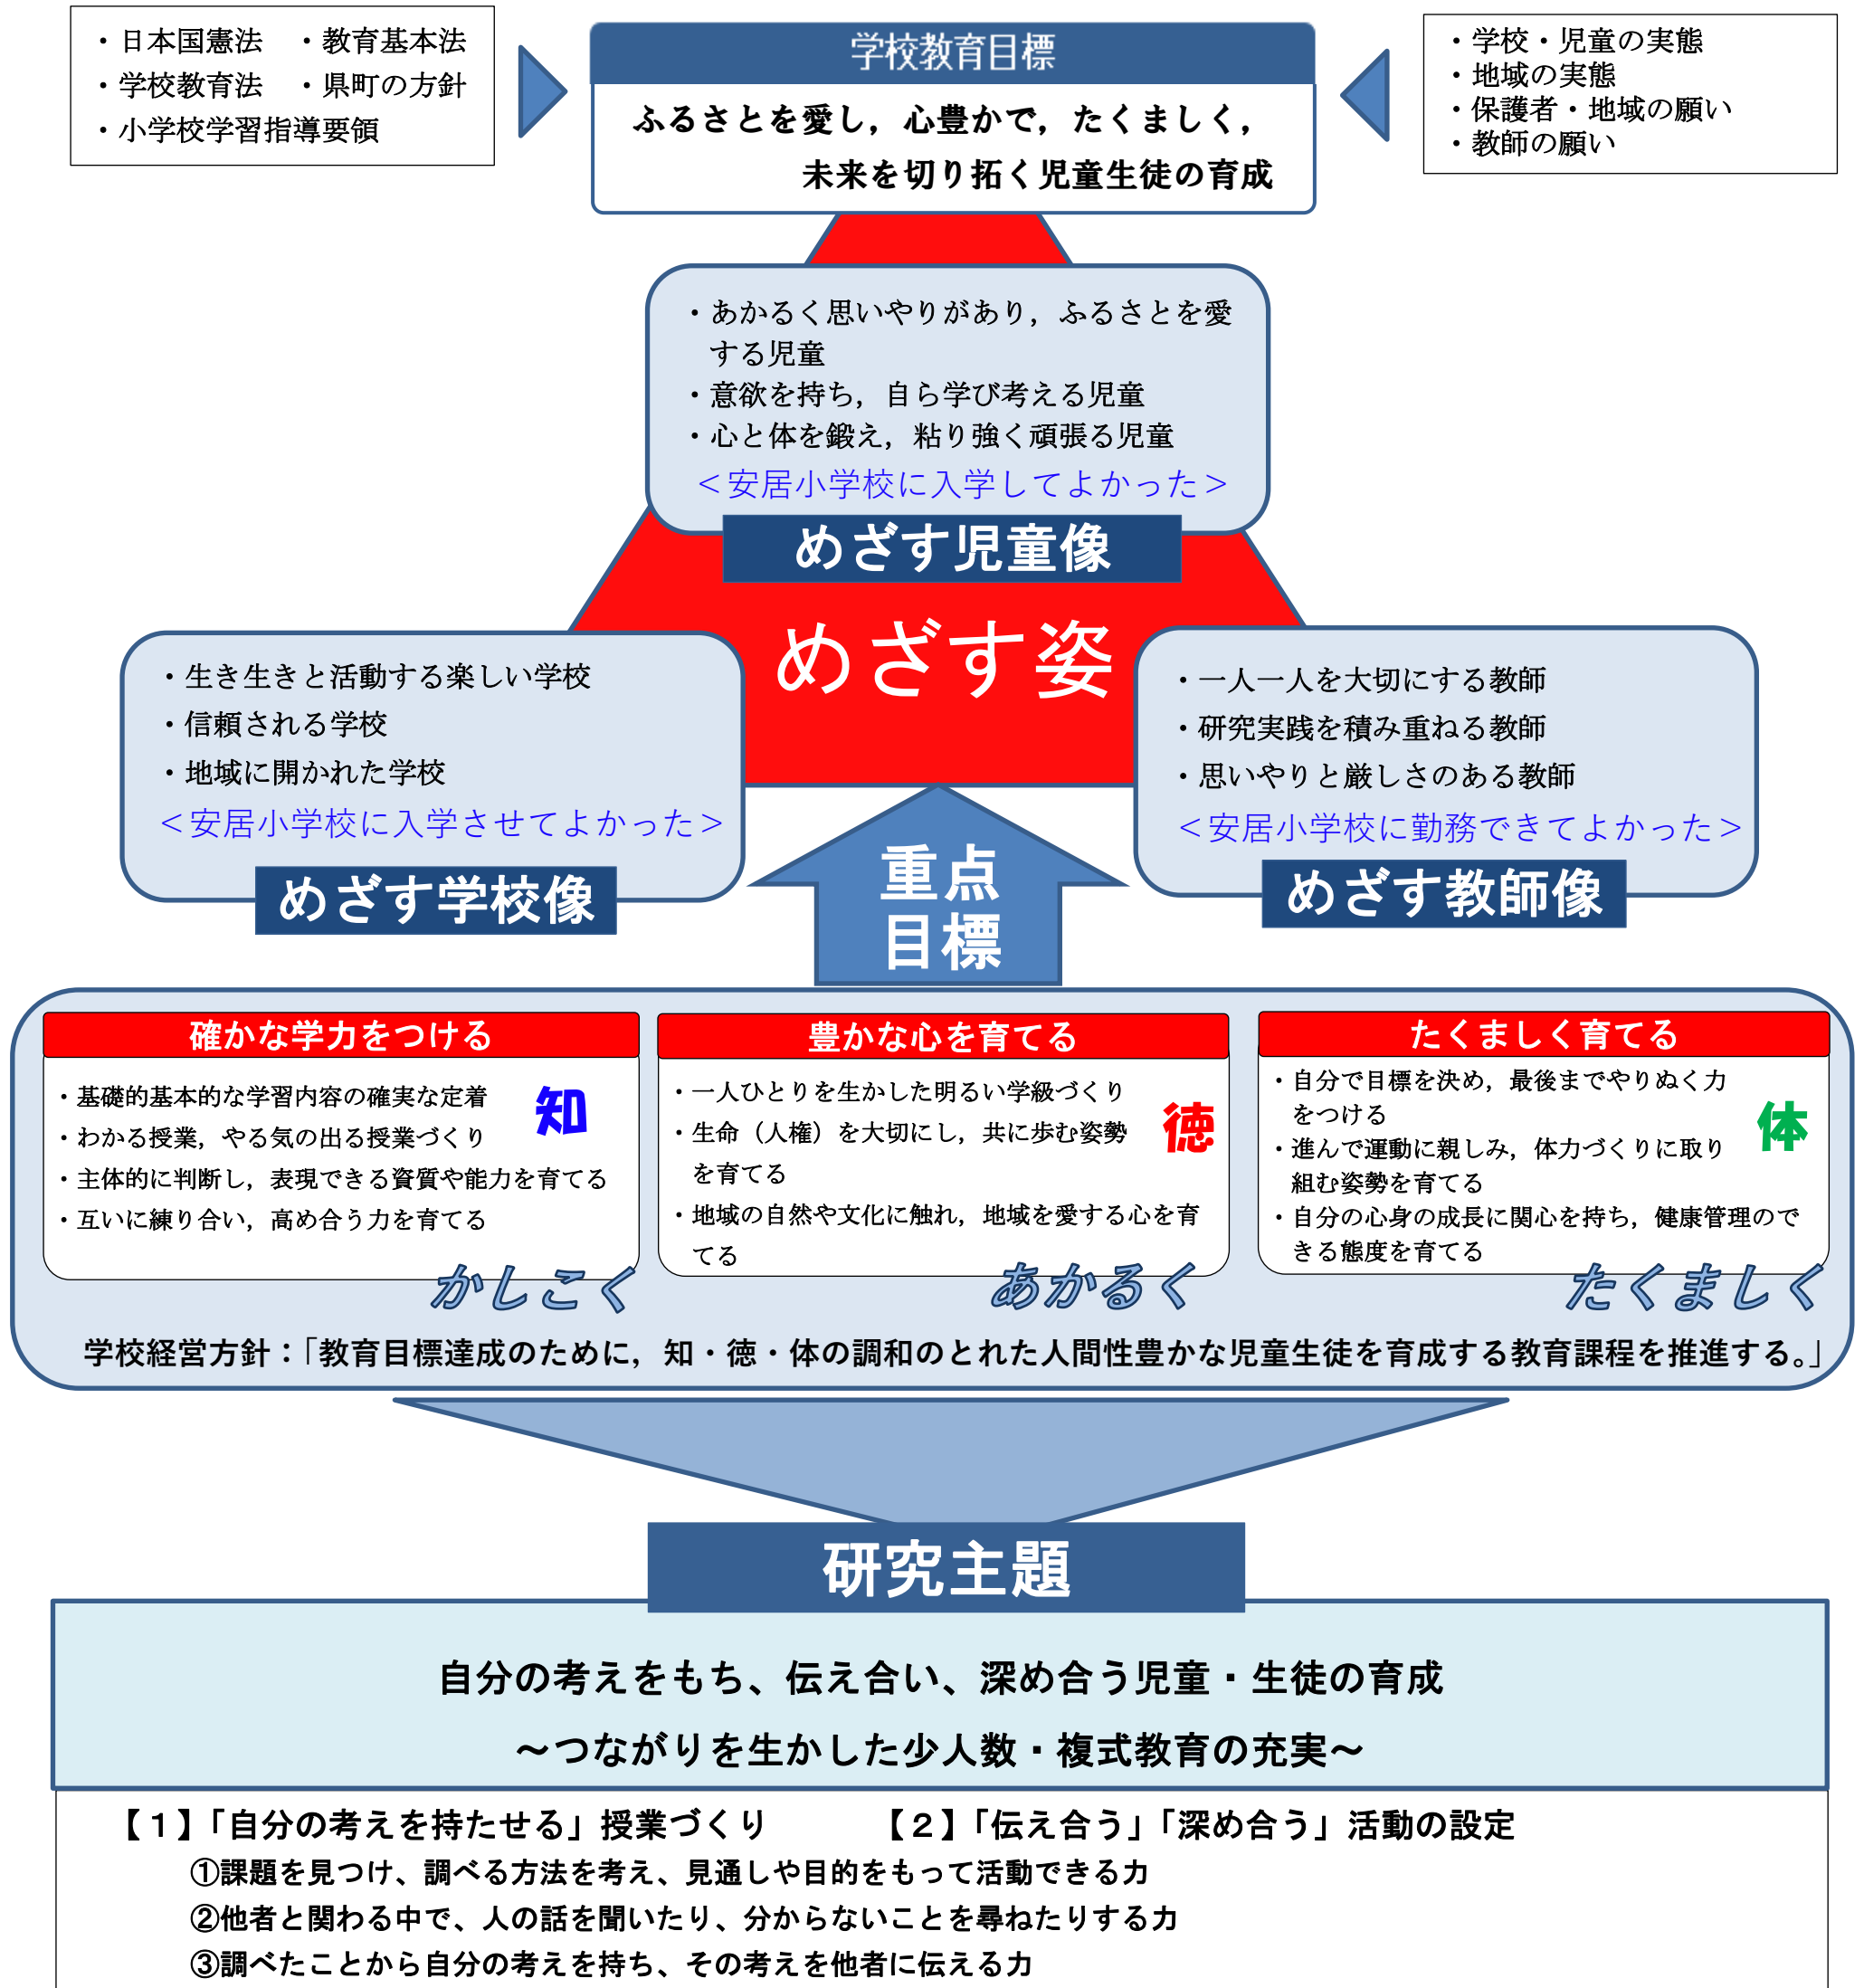 ・日本国憲法　・教育基本法
・学校教育法　・県町の方針
・小学校学習指導要領
学校教育目標
ふるさとを愛し，心豊かで，たくましく，
未来を切り拓く児童生徒の育成
・学校・児童の実態
・地域の実態
・保護者・地域の願い
・教師の願い
・あかるく思いやりがあり，ふるさとを愛
する児童
・意欲を持ち，自ら学び考える児童
・心と体を鍛え，粘り強く頑張る児童
＜安居小学校に入学してよかった＞
めざす児童像
めざす姿
・生き生きと活動する楽しい学校
・信頼される学校
・地域に開かれた学校
＜安居小学校に入学させてよかった＞
めざす学校像
・一人一人を大切にする教師
・研究実践を積み重ねる教師
・思いやりと厳しさのある教師
＜安居小学校に勤務できてよかった＞
めざす教師像
重点
目標
確かな学力をつける
・基礎的基本的な学習内容の確実な定着
・わかる授業，やる気の出る授業づくり
・主体的に判断し，表現できる資質や能力を育てる
・互いに練り合い，高め合う力を育てる
知
かしこく
豊かな心を育てる
・一人ひとりを生かした明るい学級づくり
・生命（人権）を大切にし，共に歩む姿勢
を育てる
・地域の自然や文化に触れ，地域を愛する心を育
てる
徳
あかるく
たくましく育てる
・自分で目標を決め，最後までやりぬく力
をつける
・進んで運動に親しみ，体力づくりに取り
組む姿勢を育てる
・自分の心身の成長に関心を持ち，健康管理ので
きる態度を育てる
体
たくましく
学校経営方針：「教育目標達成のために，知・徳・体の調和のとれた人間性豊かな児童生徒を育成する教育課程を推進する。」
研究主題
自分の考えをもち、伝え合い、深め合う児童・生徒の育成
～つながりを生かした少人数・複式教育の充実～
【１】「自分の考えを持たせる」授業づくり　　　【２】「伝え合う」「深め合う」活動の設定
①課題を見つけ、調べる方法を考え、見通しや目的をもって活動できる力
②他者と関わる中で、人の話を聞いたり、分からないことを尋ねたりする力
③調べたことから自分の考えを持ち、その考えを他者に伝える力